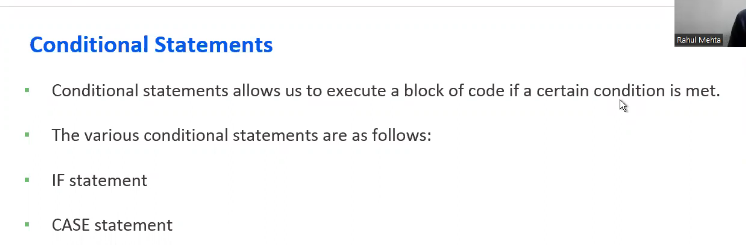 Conditional Statements
Rahul Mehta
Conditional statements allows us to execute a block of code if a certain condition is met.
The various conditional statements are as follows:
IF statement
CASE statement